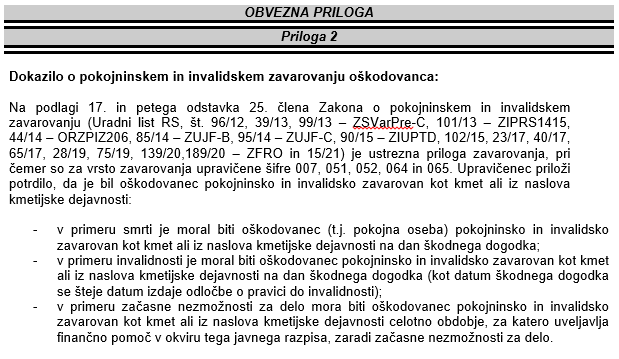 OBVEZNA PRILOGA
Priloga 2
Dokazilo o pokojninskem in invalidskem zavarovanju oškodovanca:
Na podlagi 17. in petega odstavka 25. člena Zakona o pokojninskem in invalidskem
zavarovanju (Uradni list RS, št. 96/12, 39/13, 99/13 – ZSVarPre-C, 101/13 – ZIPRS1415,
44/14 – ORZPIZ206, 85/14 – ZUJF-B, 95/14 – ZUJF-C, 90/15 – ZIUPTD, 102/15, 23/17, 40/17,
65/17, 28/19, 75/19, 139/20,189/20 – ZFRO in 15/21) je ustrezna priloga zavarovanja, pri
čemer so za vrsto zavarovanja upravičene šifre 007, 051, 052, 064 in 065. Upravičenec priloži
potrdilo, da je bil oškodovanec pokojninsko in invalidsko zavarovan kot kmet ali iz naslova
kmetijske dejavnosti:
- v primeru smrti je moral biti oškodovanec (t.j. pokojna oseba) pokojninsko in invalidsko
zavarovan kot kmet ali iz naslova kmetijske dejavnosti na dan škodnega dogodka;
- v primeru invalidnosti je moral biti oškodovanec pokojninsko in invalidsko zavarovan kot kmet
ali iz naslova kmetijske dejavnosti na dan škodnega dogodka (kot datum škodnega dogodka
se šteje datum izdaje odločbe o pravici do invalidnosti);
- v primeru začasne nezmožnosti za delo mora biti oškodovanec pokojninsko in invalidsko
zavarovan kot kmet ali iz naslova kmetijske dejavnosti celotno obdobje, za katero uveljavlja
finančno pomoč v okviru tega javnega razpisa, zaradi začasne nezmožnosti za delo.